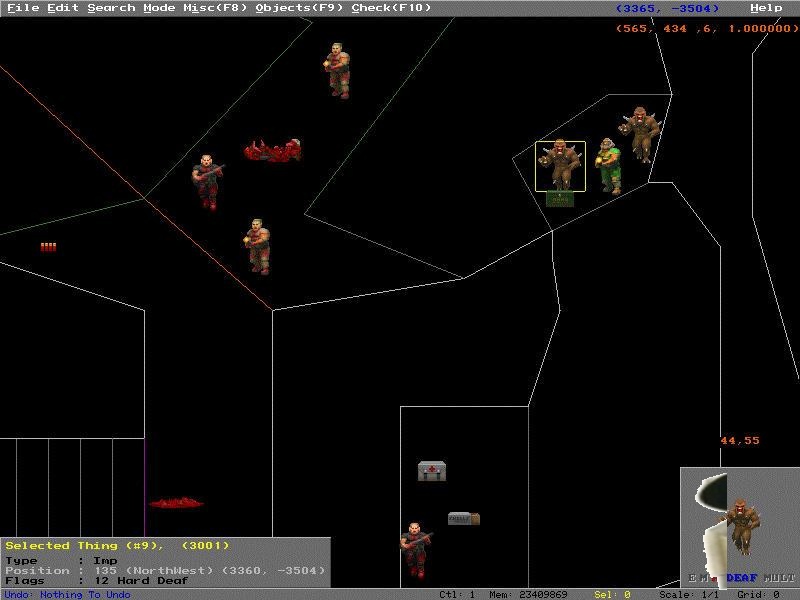 File Edit Search Mode Misc(F8) Objects(F9) Check(F10) (3365, -3504) Help
(565, 434 ,6, 1.000000)
44,55
Selected Thing (#9), (3001)
Type : Imp
Position : 135 (NorthWest) (3360, -3504)
Flags : 12 Hard Deaf
E M H DEAF MULT
Undo: Nothing To Undo Ctl: 1 Mem: 23409869 Sel: 0 Scale: 1/1 Grid: 0